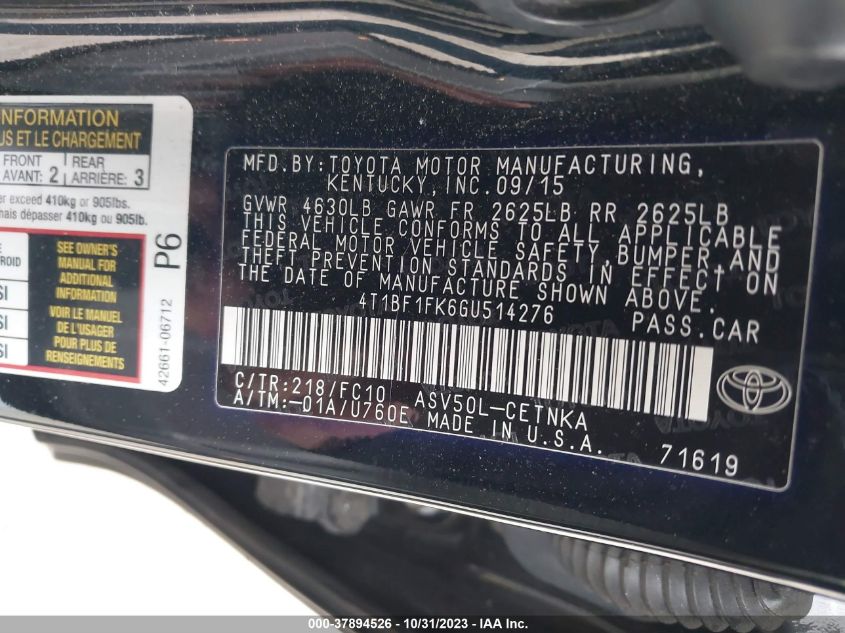 INFORMATION
US ET LE CHARGEMENT
FRONT
AVANT: 2
REAR
ARRIÈRE: 3
er exceed 410kg or 905lbs.
mais dépasser 410kg ou 905lb.
SEE OWNER'S
MANUAL FOR
ADDITIONAL
INFORMATION
VOIR LE MANUEL
DE L'USAGER
POUR PLUS DE
RENSEIGNEMENTS
P6
42661-06712
MFD.BY:TOYOTA MOTOR MANUFACTURING,
KENTUCKY,INC.09/15
GVWR 4630LB GAWR FR 2625LB RR 2625LB
THIS VEHICLE CONFORMS TO ALL APPLICABLE
FEDERAL MOTOR VEHICLE SAFETY,BUMPER AND
THEFT PREVENTION STANDARDS IN EFFECT ON
THE DATE OF MANUFACTURE SHOWN ABOVE.
4T1BF1FK6GU514276
PASS.CAR
C/TR:218/FC10 ASV50L-CETNKA
A/TM:-01A/U760E MADE IN U.S.A.
71619
000-37894526 - 10/31/2023 - © IAA Inc.